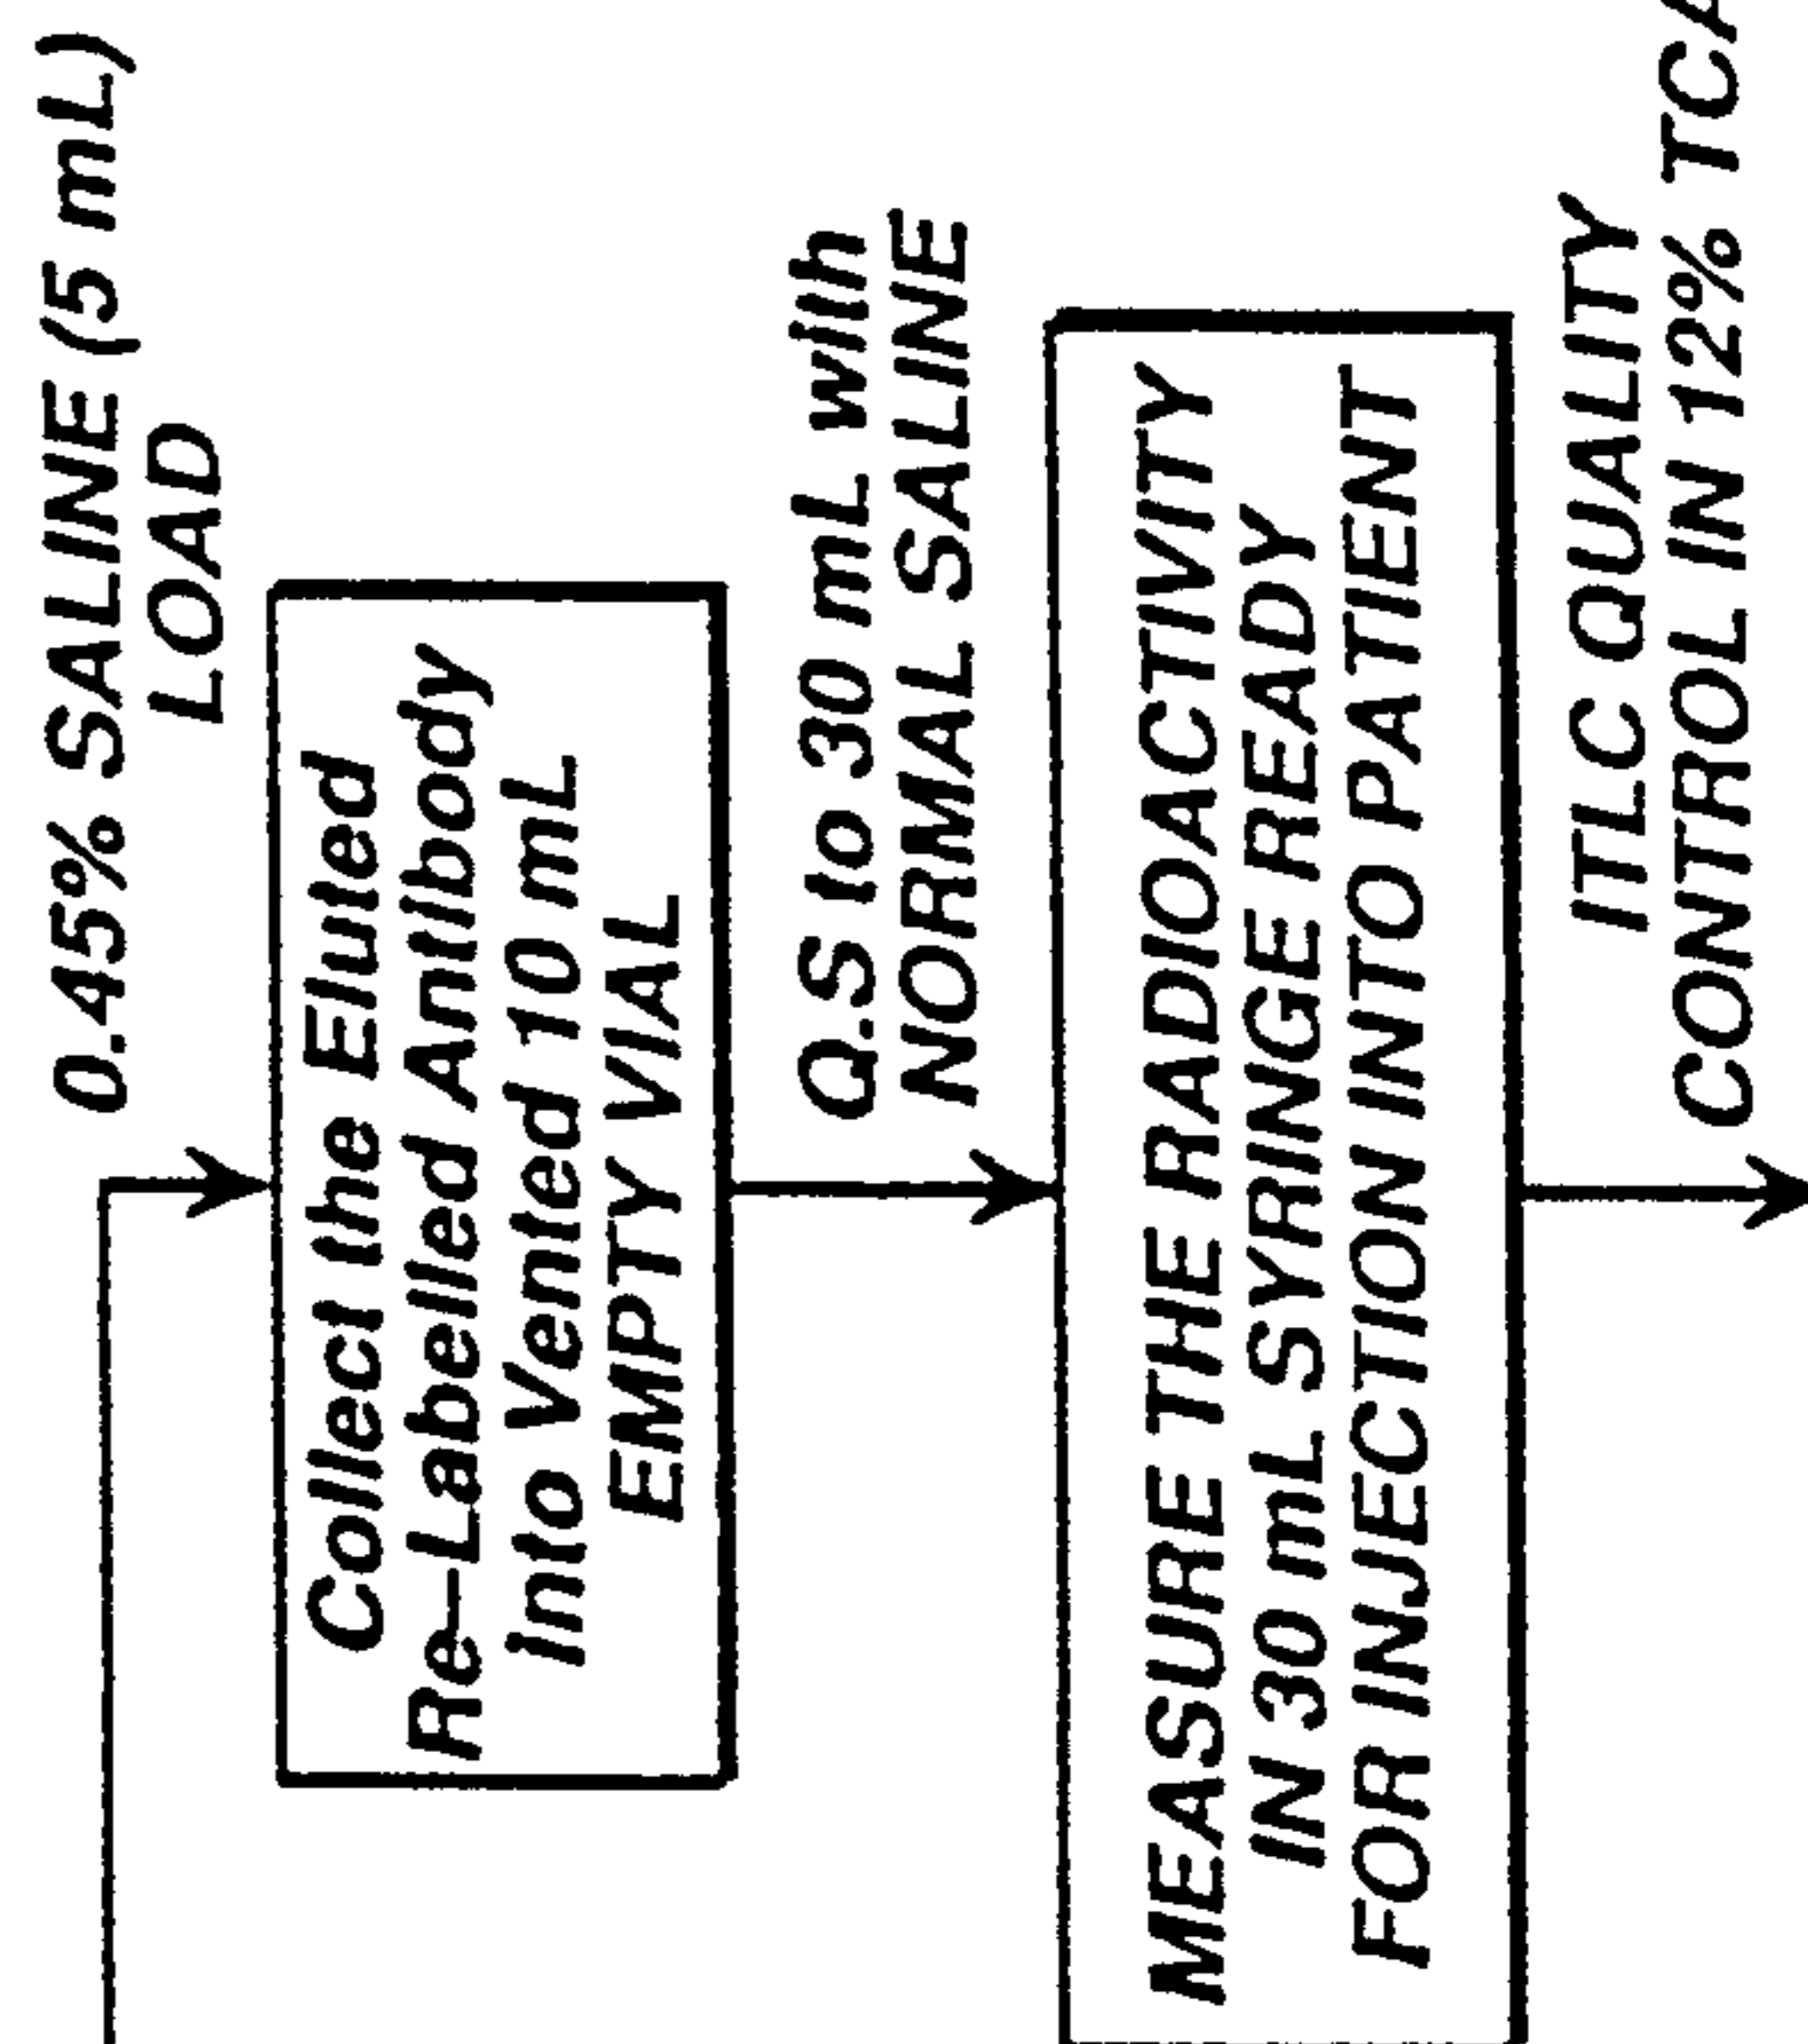 0.45% SALINE (5 mL)
LOAD
Collect the Eluted
Re-Labelled Antibody
into Vented 10 mL
EMPTY VIAL
Q.S to 30 mL with
NORMAL SALINE
MEASURE THE RADIOACTIVITY
IN 30 mL SYRINGE READY
FOR INJECTION INTO PATIENT
ITLC QUALITY
CONTROL IN 12% TCA